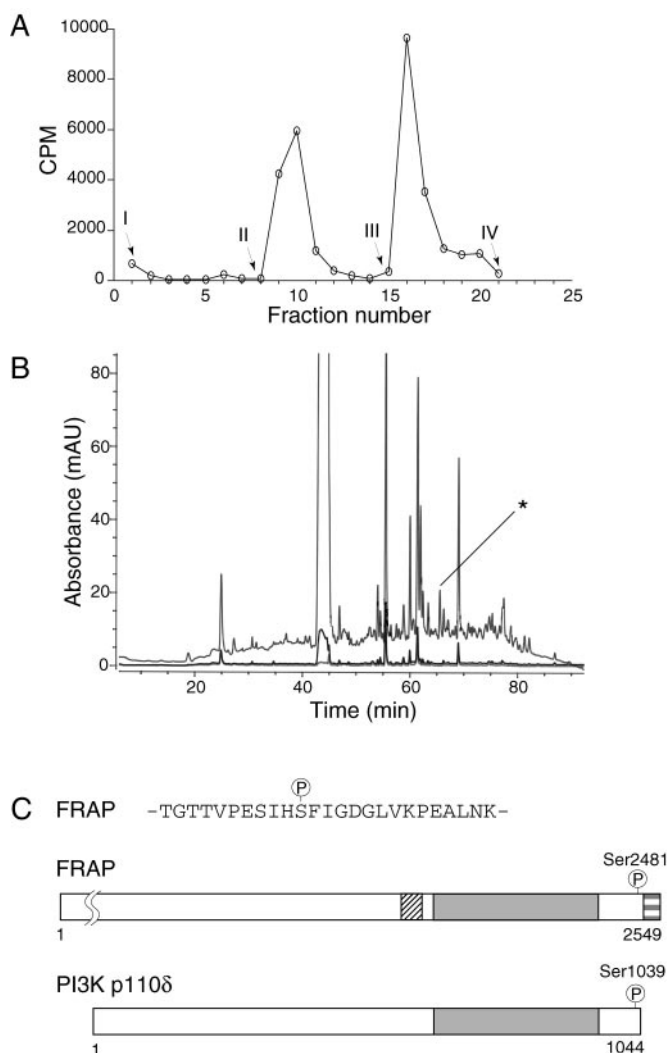 A
10000
8000
6000
4000
2000
0
CPM
I
II
III
IV
0 5 10 15 20 25
Fraction number
B
80
60
40
20
0
Absorbance (mAU)
*
20 40 60 80
Time (min)
C
P
FRAP -TGTTVPESIHSFIGDGLVKPEALNK-
FRAP
Ser2481
P
1 2549
PI3K p110δ
Ser1039
P
1 1044